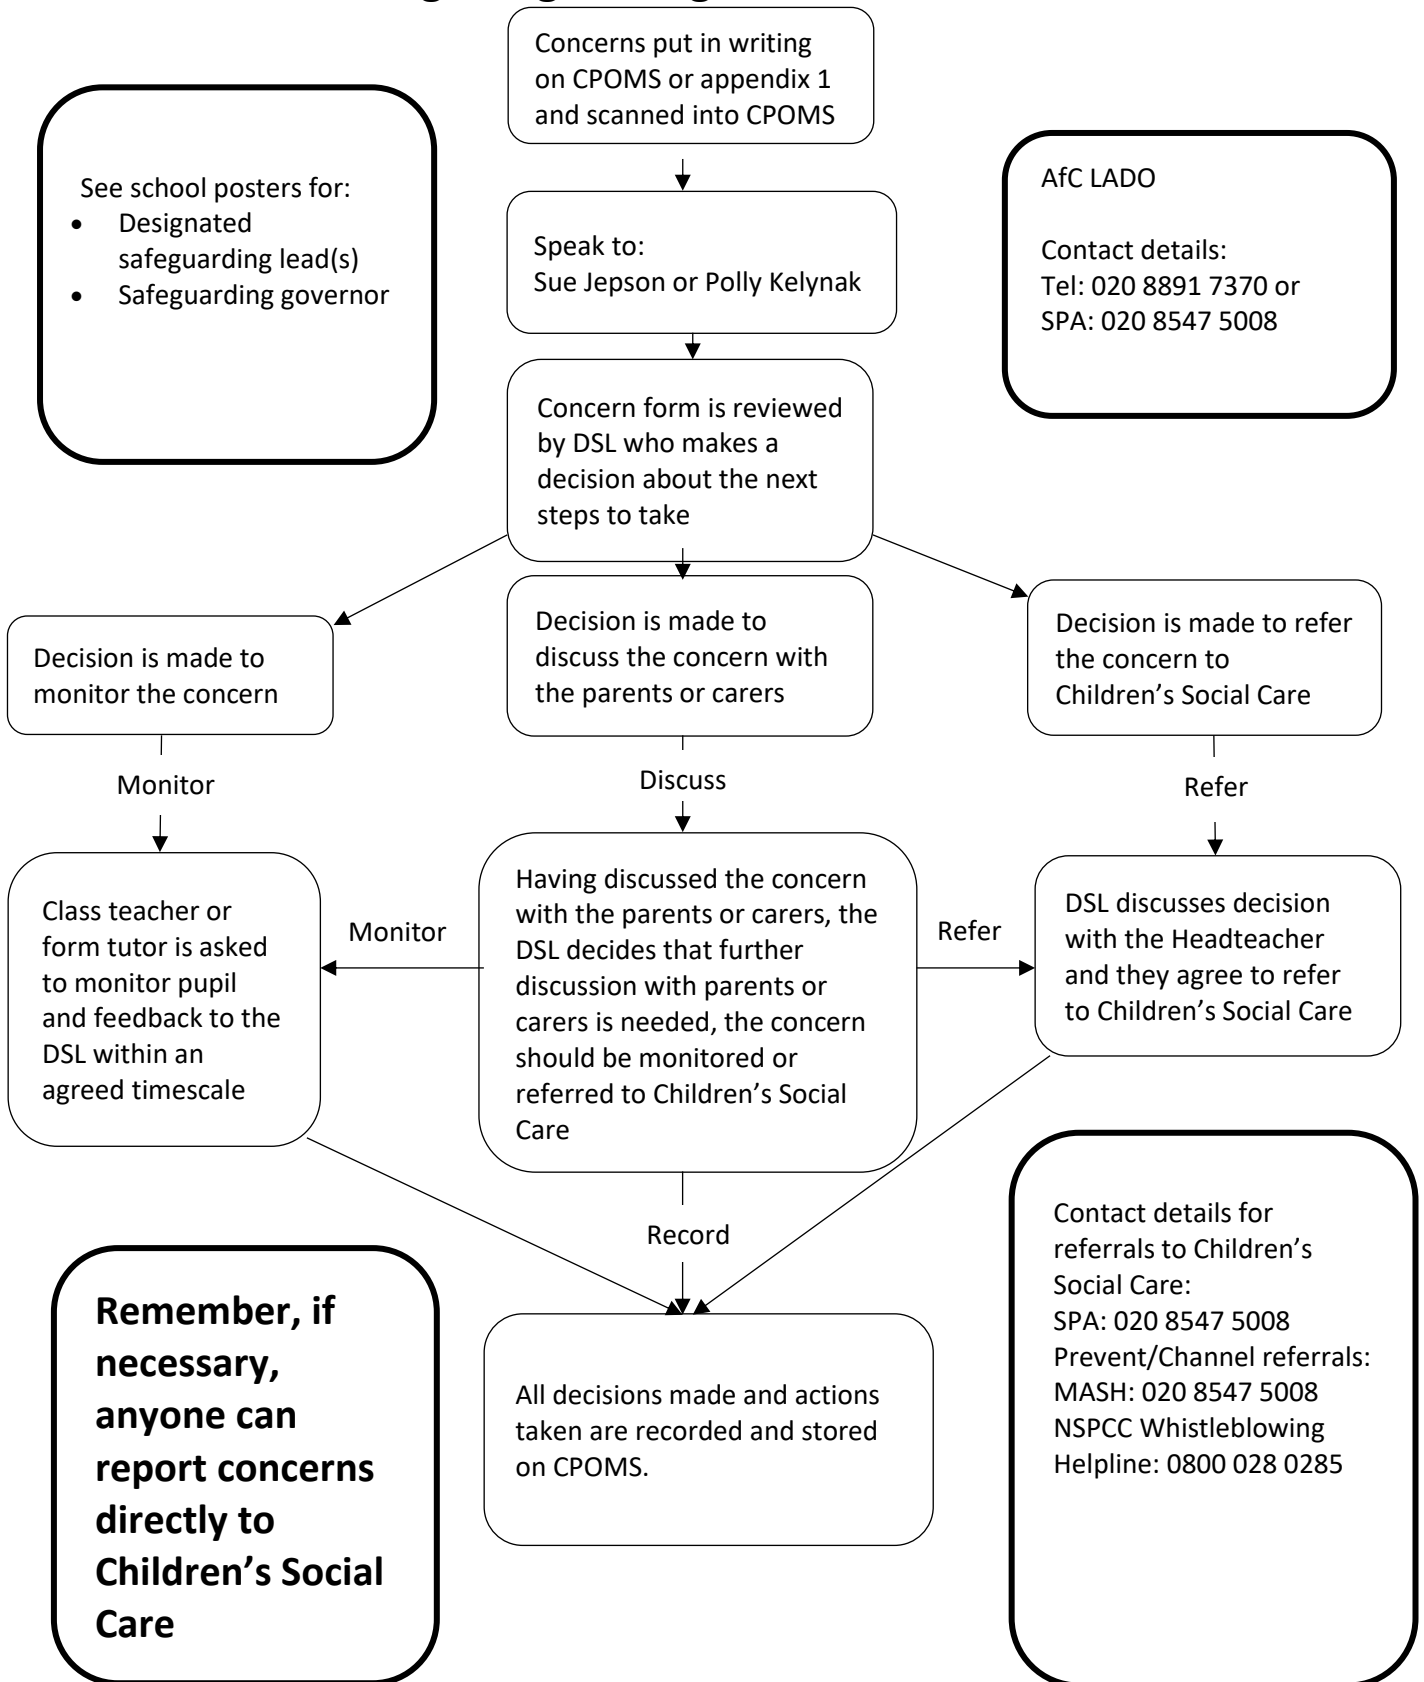 Concerns put in writing
on CPOMS or appendix 1
and scanned into CPOMS
See school posters for:
• Designated
safeguarding lead(s)
• Safeguarding governor
Speak to:
Sue Jepson or Polly Kelynak
AfC LADO
Contact details:
Tel: 020 8891 7370 or
SPA: 020 8547 5008
Concern form is reviewed
by DSL who makes a
decision about the next
steps to take
Decision is made to
monitor the concern
Decision is made to
discuss the concern with
the parents or carers
Decision is made to refer
the concern to
Children’s Social Care
Monitor
Discuss
Refer
Class teacher or
form tutor is asked
to monitor pupil
and feedback to the
DSL within an
agreed timescale
Monitor
Having discussed the concern
with the parents or carers, the
DSL decides that further
discussion with parents or
carers is needed, the concern
should be monitored or
referred to Children’s Social
Care
Refer
DSL discusses decision
with the Headteacher
and they agree to refer
to Children’s Social Care
Record
Remember, if
necessary,
anyone can
report concerns
directly to
Children’s Social
Care
All decisions made and actions
taken are recorded and stored
on CPOMS.
Contact details for
referrals to Children’s
Social Care:
SPA: 020 8547 5008
Prevent/Channel referrals:
MASH: 020 8547 5008
NSPCC Whistleblowing
Helpline: 0800 028 0285